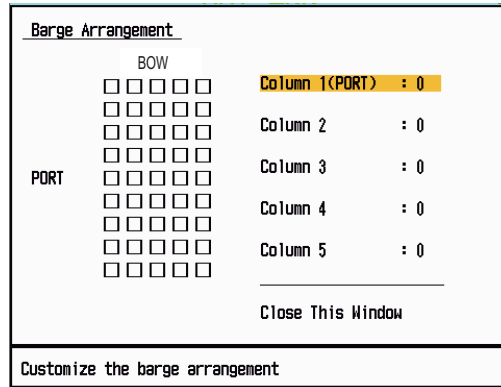 Barge Arrangement
BOW
PORT
Column 1(PORT) : 0
Column 2 : 0
Column 3 : 0
Column 4 : 0
Column 5 : 0
Close This Window
Customize the barge arrangement